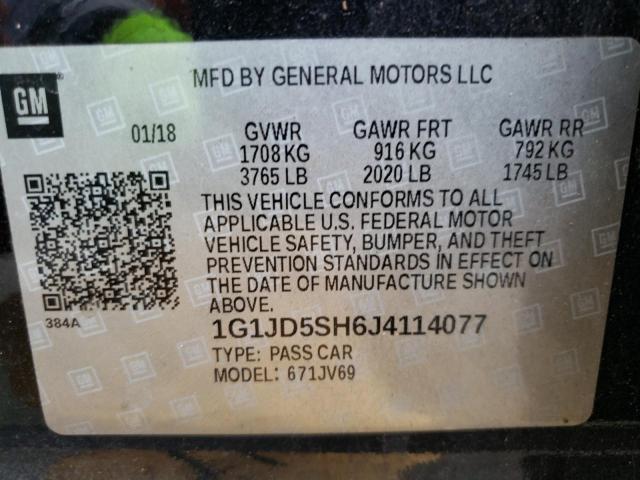 GM
MFD BY GENERAL MOTORS LLC
01/18
GVWR GAWR FRT GAWR RR
1708 KG 916 KG 792 KG
3765 LB 2020 LB 1745 LB
THIS VEHICLE CONFORMS TO ALL
APPLICABLE U.S. FEDERAL MOTOR
VEHICLE SAFETY, BUMPER, AND THEFT
PREVENTION STANDARDS IN EFFECT ON
THE DATE OF MANUFACTURE SHOWN
ABOVE.
384A
1G1JD5SH6J4114077
TYPE: PASS CAR
MODEL: 671JV69